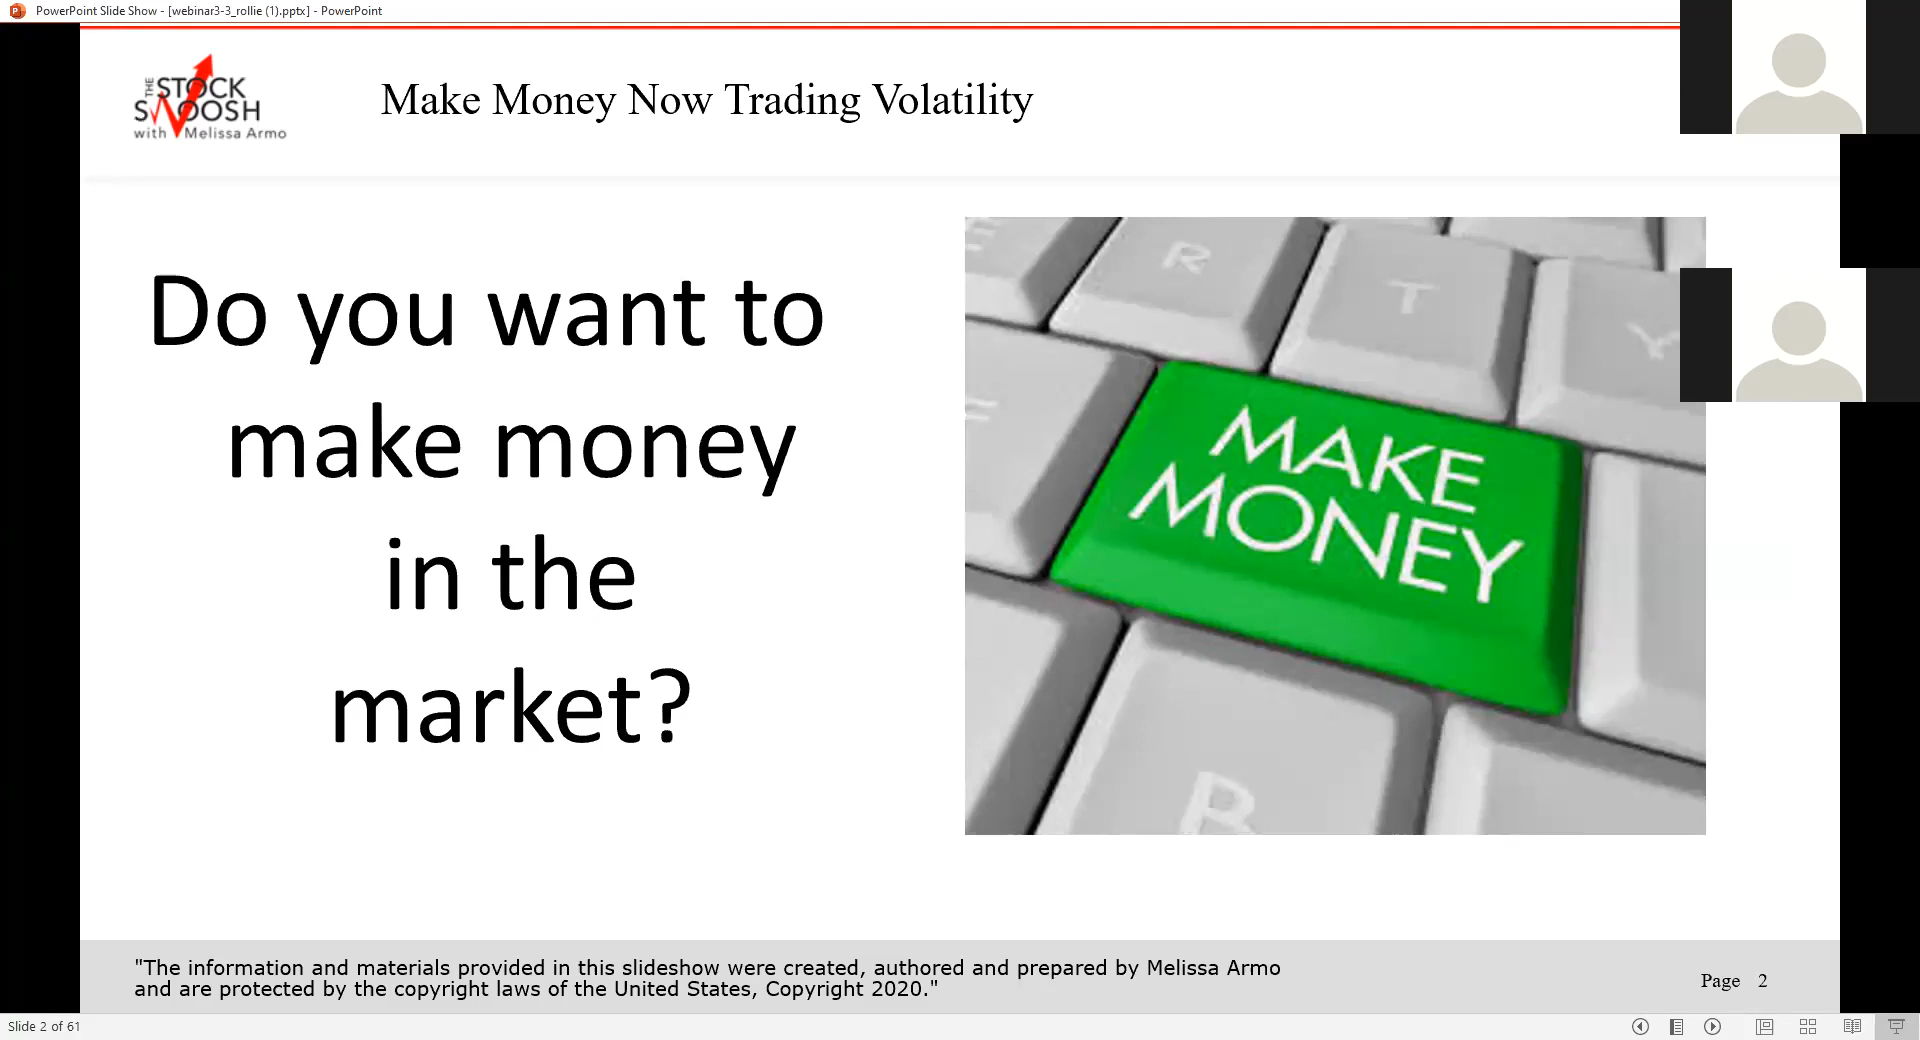 PowerPoint Slide Show - [webinar3-3_rollie (1).pptx] - PowerPoint
THE STOCK
SWOOSH
with Melissa Armo
Make Money Now Trading Volatility
Do you want to
make money
in the
market?
E
R
T
Y
F
MAKE
MONEY
B
"The information and materials provided in this slideshow were created, authored and prepared by Melissa Armo
and are protected by the copyright laws of the United States, Copyright 2020."
Page 2
Slide 2 of 61